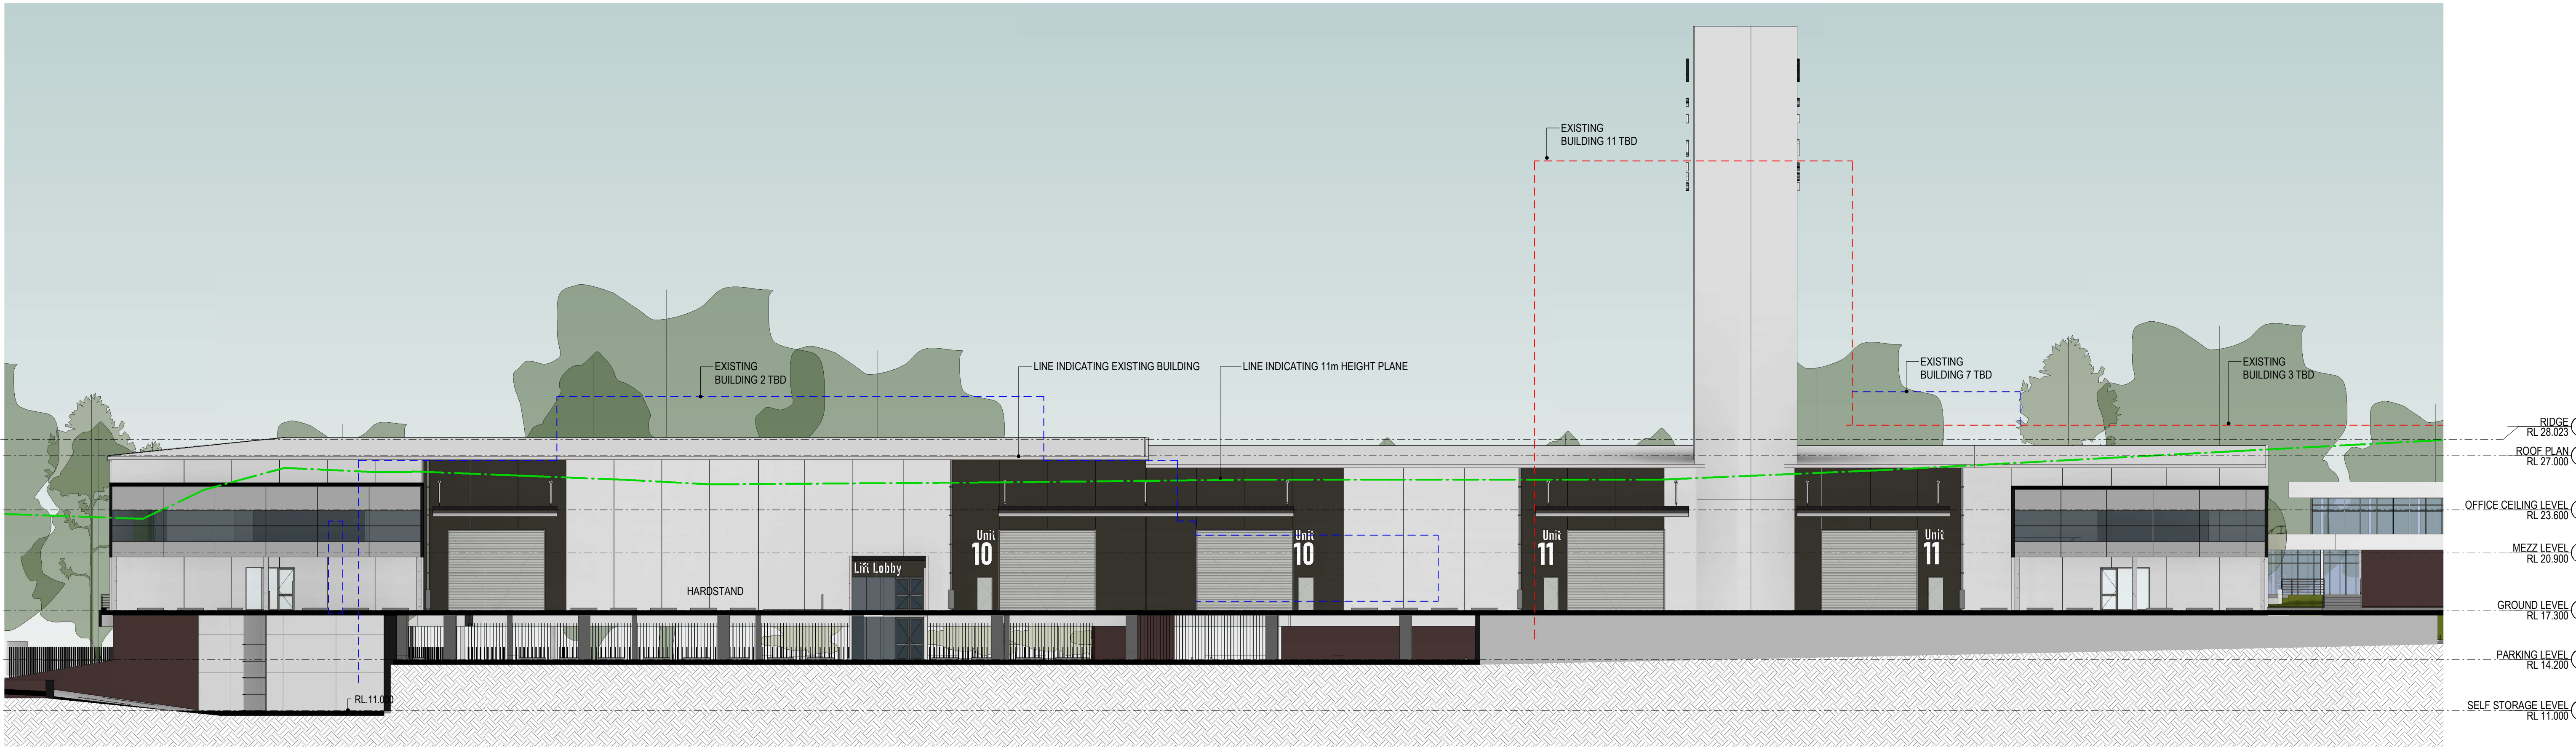 EXISTING
BUILDING 11 TBD
EXISTING
BUILDING 2 TBD
LINE INDICATING EXISTING BUILDING
LINE INDICATING 11m HEIGHT PLANE
EXISTING
BUILDING 7 TBD
EXISTING
BUILDING 3 TBD
RIDGE
RL 28.023
ROOF PLAN
RL 27.000
OFFICE CEILING LEVEL
RL 23.600
Unit
10
Unit
10
Unit
11
Unit
11
MEZZ LEVEL
RL 20.900
Lift Lobby
HARDSTAND
GROUND LEVEL
RL 17.300
PARKING LEVEL
RL 14.200
RL.11.000
SELF STORAGE LEVEL
RL 11.000